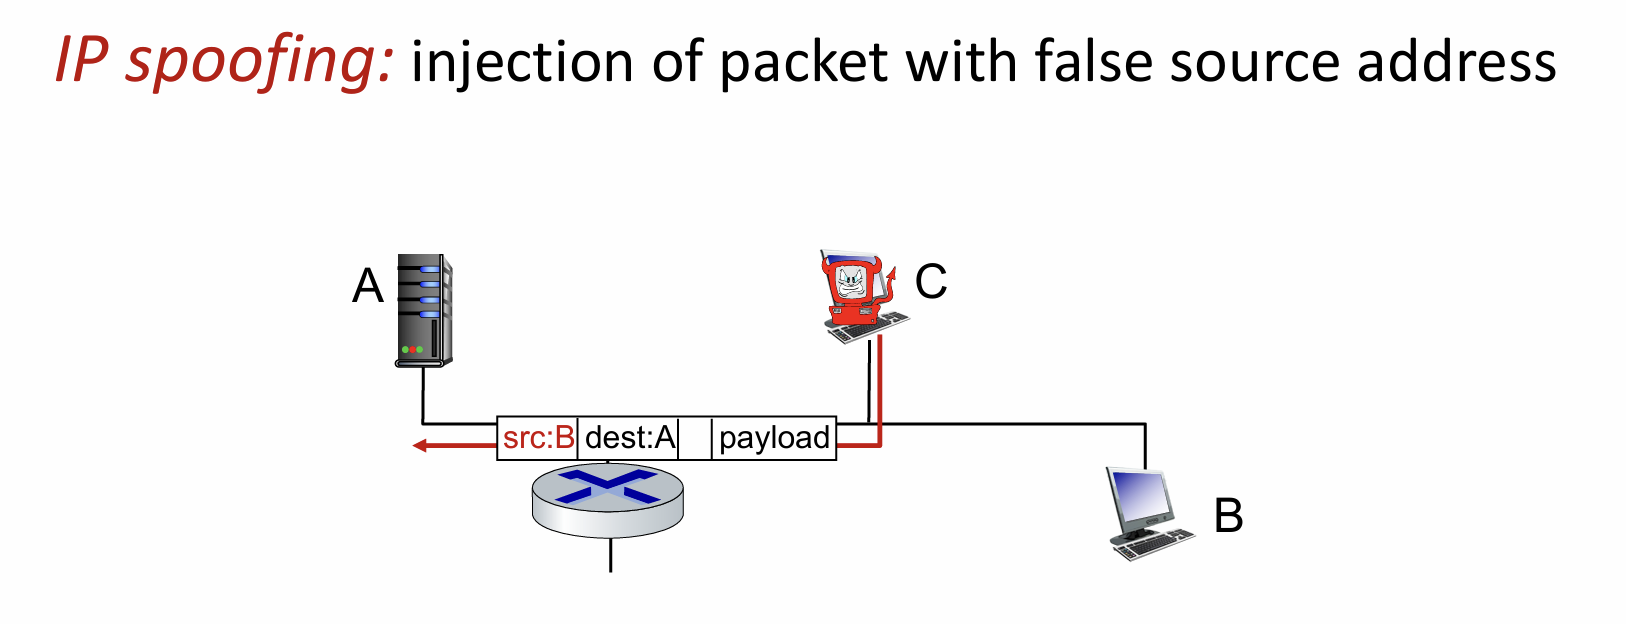 IP spoofing: injection of packet with false source address
A
C
src:B dest:A payload
B